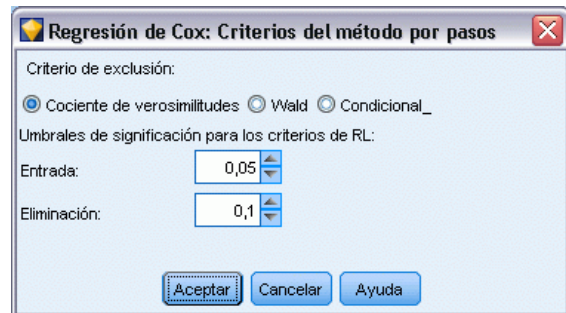 Regresión de Cox: Criterios del método por pasos
Criterio de exclusión:
Cociente de verosimilitudes Wald Condicional_
Umbrales de significación para los criterios de RL:
Entrada: 0,05
Eliminación: 0,1
Aceptar Cancelar Ayuda